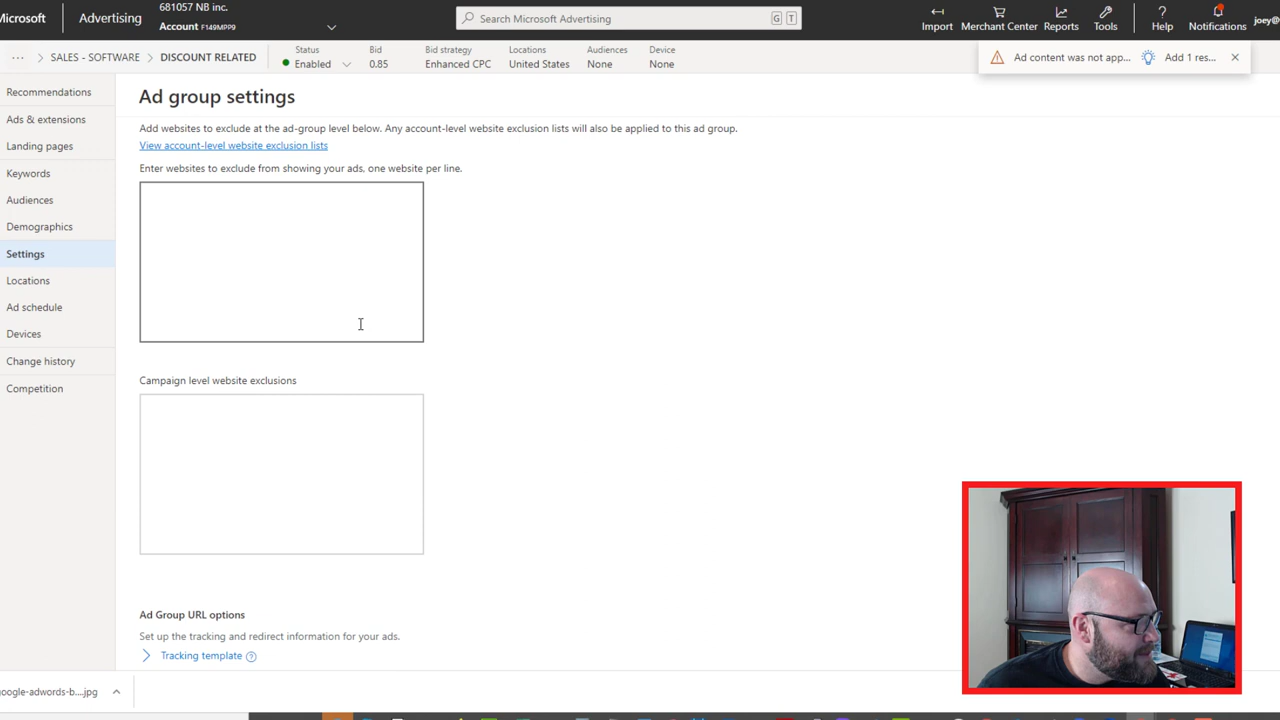 Microsoft
Advertising
681057 NB inc.
Account F149MPP9
Search Microsoft Advertising
G T
Import
Merchant Center
Reports
Tools
Help
Notifications
joey@
SALES - SOFTWARE
DISCOUNT RELATED
Status
Enabled
Bid
0.85
Bid strategy
Enhanced CPC
Locations
United States
Audiences
None
Device
None
Ad content was not app...
Add 1 res...
Recommendations
Ads & extensions
Landing pages
Keywords
Audiences
Demographics
Settings
Locations
Ad schedule
Devices
Change history
Competition
Ad group settings
Add websites to exclude at the ad-group level below. Any account-level website exclusion lists will also be applied to this ad group.
View account-level website exclusion lists
Enter websites to exclude from showing your ads, one website per line.
Campaign level website exclusions
Ad Group URL options
Set up the tracking and redirect information for your ads.
Tracking template
oogle-adwords-b....jpg